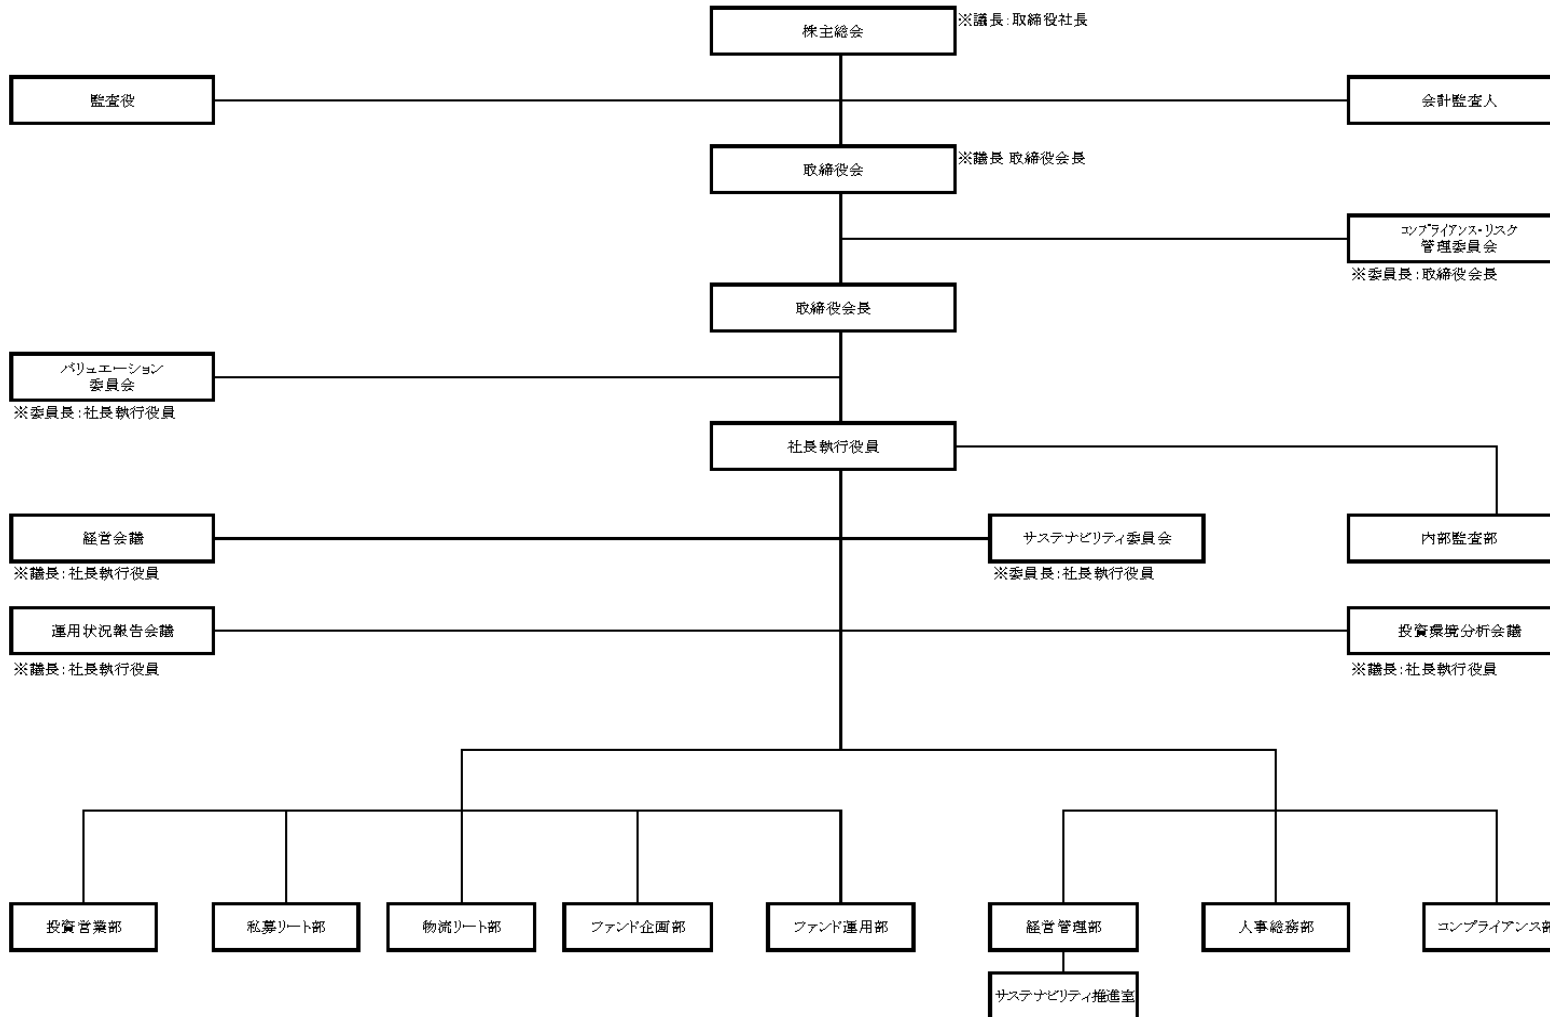 株主総会
※議長:取締役社長
監査役
会計監査人
取締役会
※議長 取締役会長
コンプライアンス・リスク
管理委員会
※委員長:取締役会長
取締役会長
バリュエーション
委員会
※委員長:社長執行役員
社長執行役員
経営会議
※議長:社長執行役員
サステナビリティ委員会
※委員長:社長執行役員
内部監査部
運用状況報告会議
※議長:社長執行役員
投資環境分析会議
※議長:社長執行役員
投資営業部
私募リート部
物流リート部
ファンド企画部
ファンド運用部
経営管理部
人事総務部
コンプライアンス部
サステナビリティ推進室